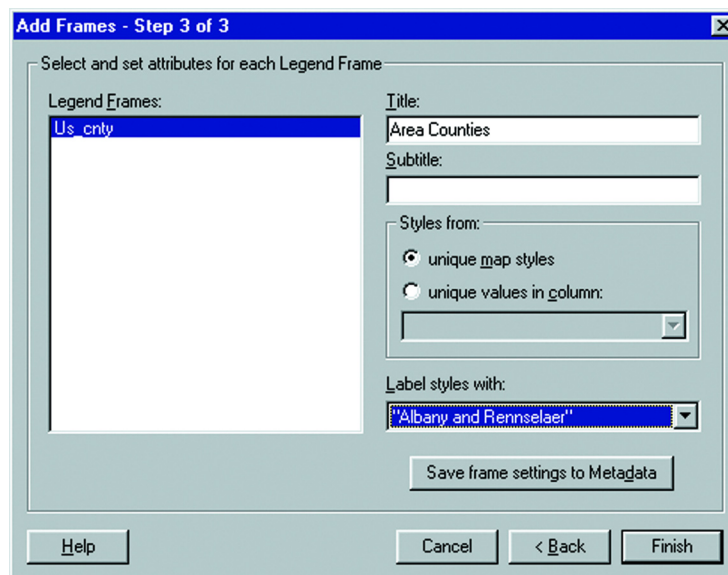 Add Frames - Step 3 of 3
Select and set attributes for each Legend Frame
Legend Frames:
Us_cnty
Title:
Area Counties
Subtitle:
Styles from:
unique map styles
unique values in column:
Label styles with:
"Albany and Rennselaer"
Save frame settings to Metadata
Help
Cancel
< Back
Finish